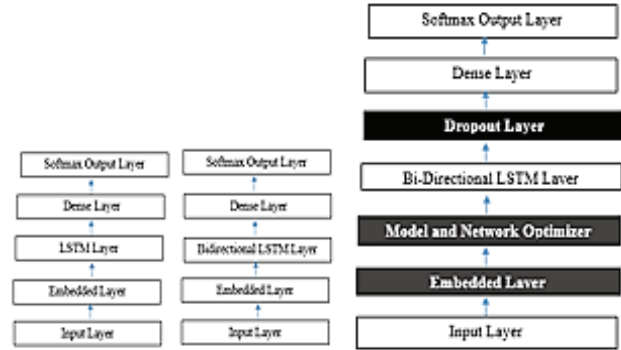 Softmax Output Layer
Dense Layer
LSTM Layer
Embedded Layer
Input Layer
Softmax Output Layer
Dense Layer
Bidirectional LSTM Layer
Embedded Layer
Input Layer
Softmax Output Layer
Dense Layer
Dropout Layer
Bi-Directional LSTM Layer
Model and Network Optimizer
Embedded Layer
Input Layer